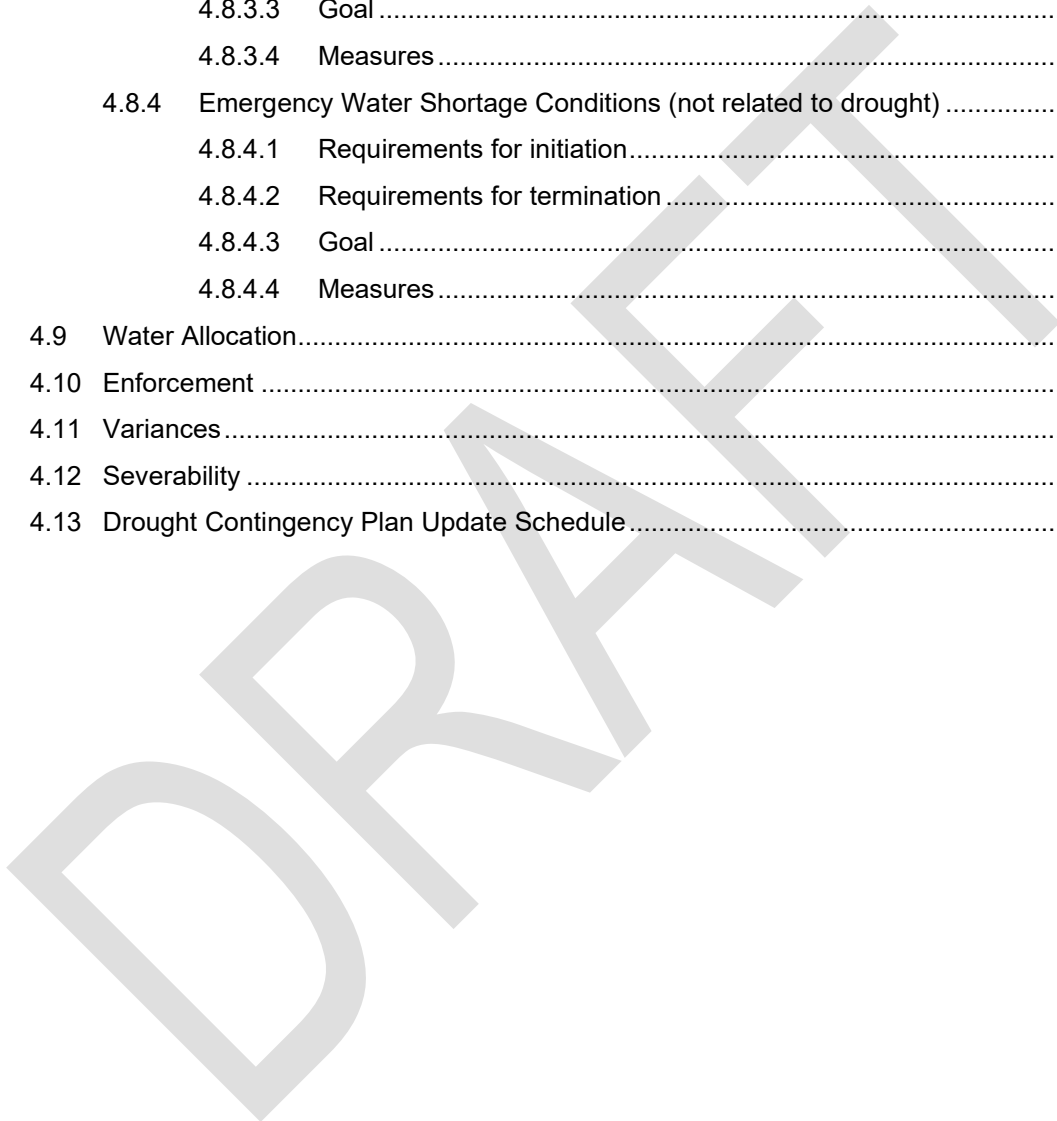 4.8.3.3 Goal ........................................................................................................
4.8.3.4 Measures ........................................................................................................
4.8.4 Emergency Water Shortage Conditions (not related to drought) ...............
4.8.4.1 Requirements for initiation ........................................................................
4.8.4.2 Requirements for termination ........................................................................
4.8.4.3 Goal ........................................................................................................
4.8.4.4 Measures ........................................................................................................
4.9 Water Allocation ........................................................................................................
4.10 Enforcement ........................................................................................................
4.11 Variances ........................................................................................................
4.12 Severability ........................................................................................................
4.13 Drought Contingency Plan Update Schedule ............................................................
DRAFT